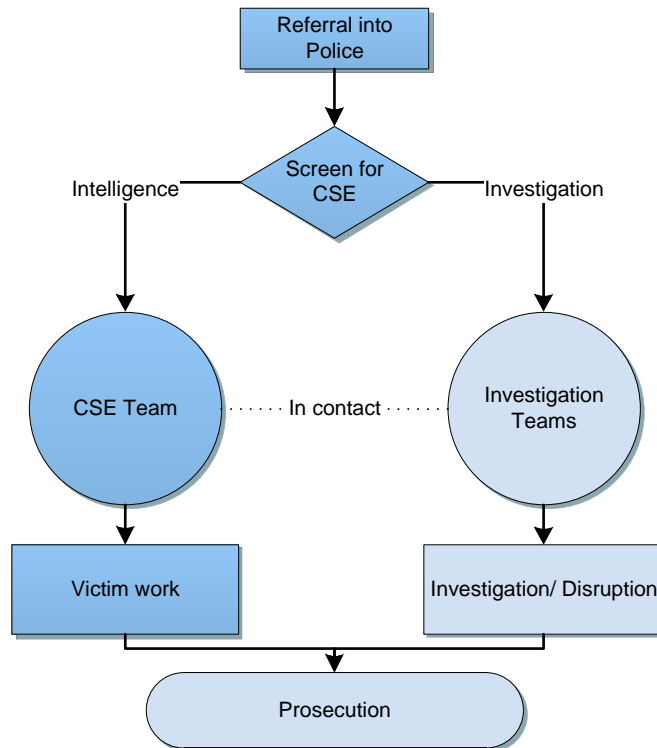 Referral into
Police
Screen for
CSE
Intelligence
Investigation
CSE Team
In contact
Investigation
Teams
Victim work
Investigation/ Disruption
Prosecution